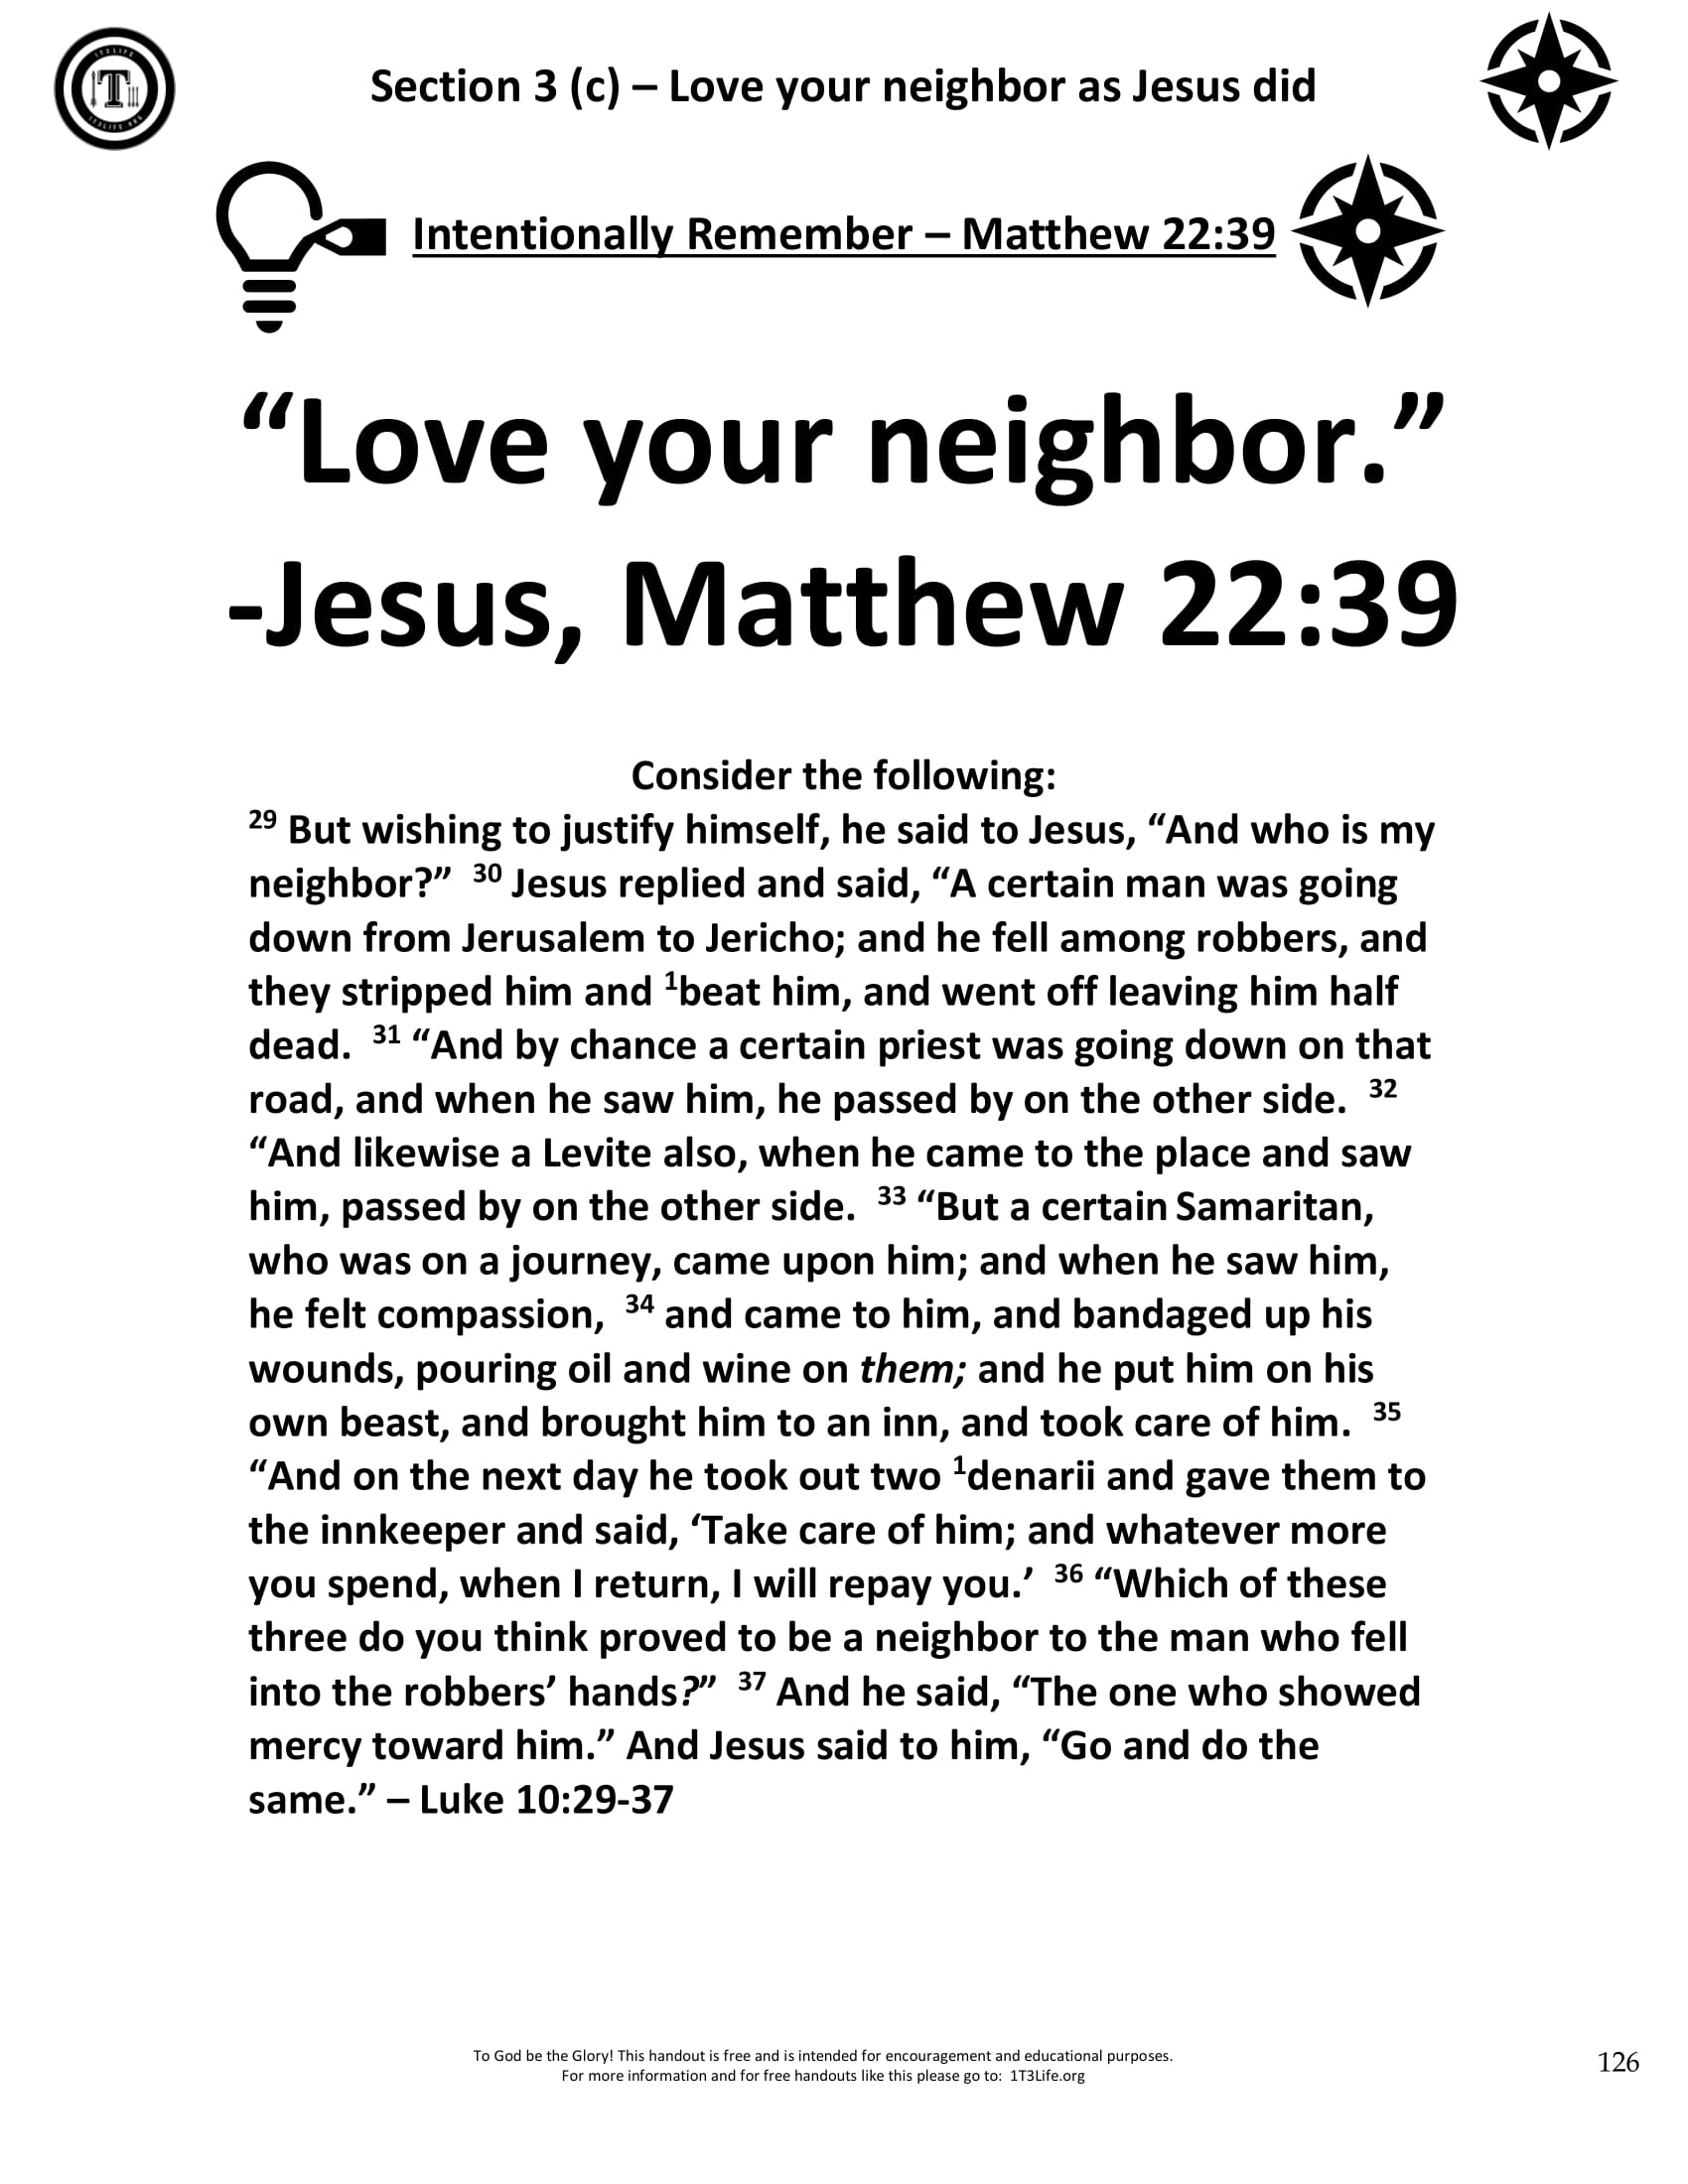 1T3LIFE
T
1T3LIFE.ORG
Section 3 (c) – Love your neighbor as Jesus did
Intentionally Remember – Matthew 22:39
“Love your neighbor.”
-Jesus, Matthew 22:39
Consider the following:
29 But wishing to justify himself, he said to Jesus, “And who is my
neighbor?” 30 Jesus replied and said, “A certain man was going
down from Jerusalem to Jericho; and he fell among robbers, and
they stripped him and 1beat him, and went off leaving him half
dead. 31 “And by chance a certain priest was going down on that
road, and when he saw him, he passed by on the other side. 32
“And likewise a Levite also, when he came to the place and saw
him, passed by on the other side. 33 “But a certain Samaritan,
who was on a journey, came upon him; and when he saw him,
he felt compassion, 34 and came to him, and bandaged up his
wounds, pouring oil and wine on them; and he put him on his
own beast, and brought him to an inn, and took care of him. 35
“And on the next day he took out two 1denarii and gave them to
the innkeeper and said, ‘Take care of him; and whatever more
you spend, when I return, I will repay you.’ 36 “Which of these
three do you think proved to be a neighbor to the man who fell
into the robbers’ hands?” 37 And he said, “The one who showed
mercy toward him.” And Jesus said to him, “Go and do the
same.” – Luke 10:29-37
To God be the Glory! This handout is free and is intended for encouragement and educational purposes.
For more information and for free handouts like this please go to: 1T3Life.org
126